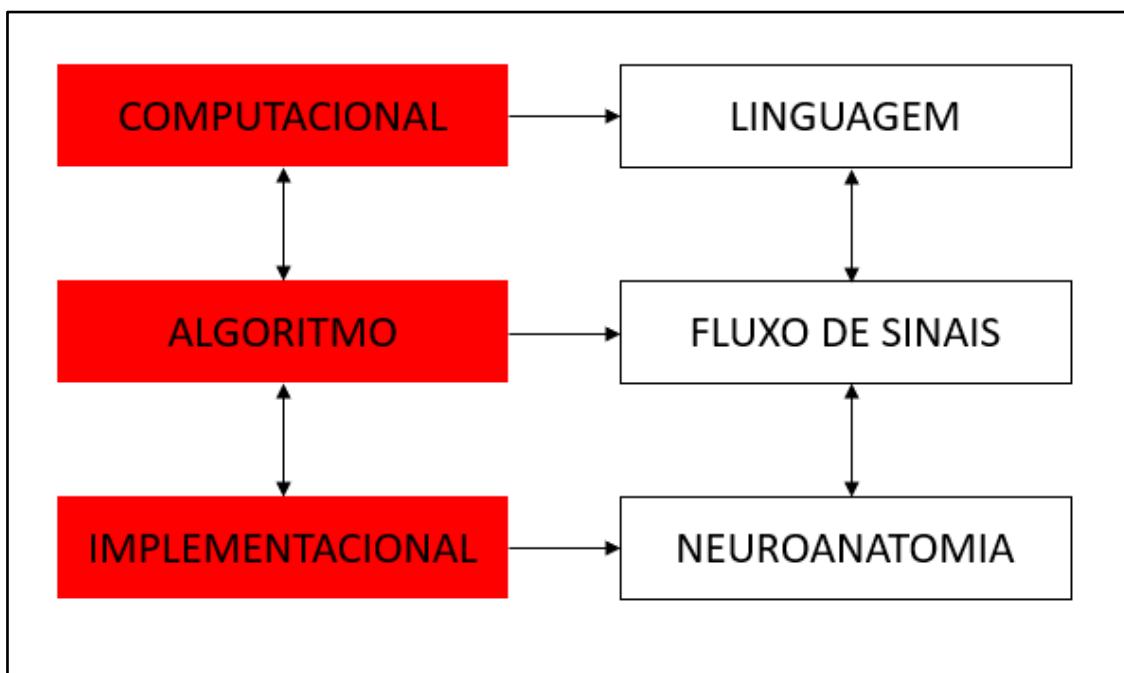 COMPUTACIONAL
LINGUAGEM
ALGORITMO
FLUXO DE SINAIS
IMPLEMENTACIONAL
NEUROANATOMIA